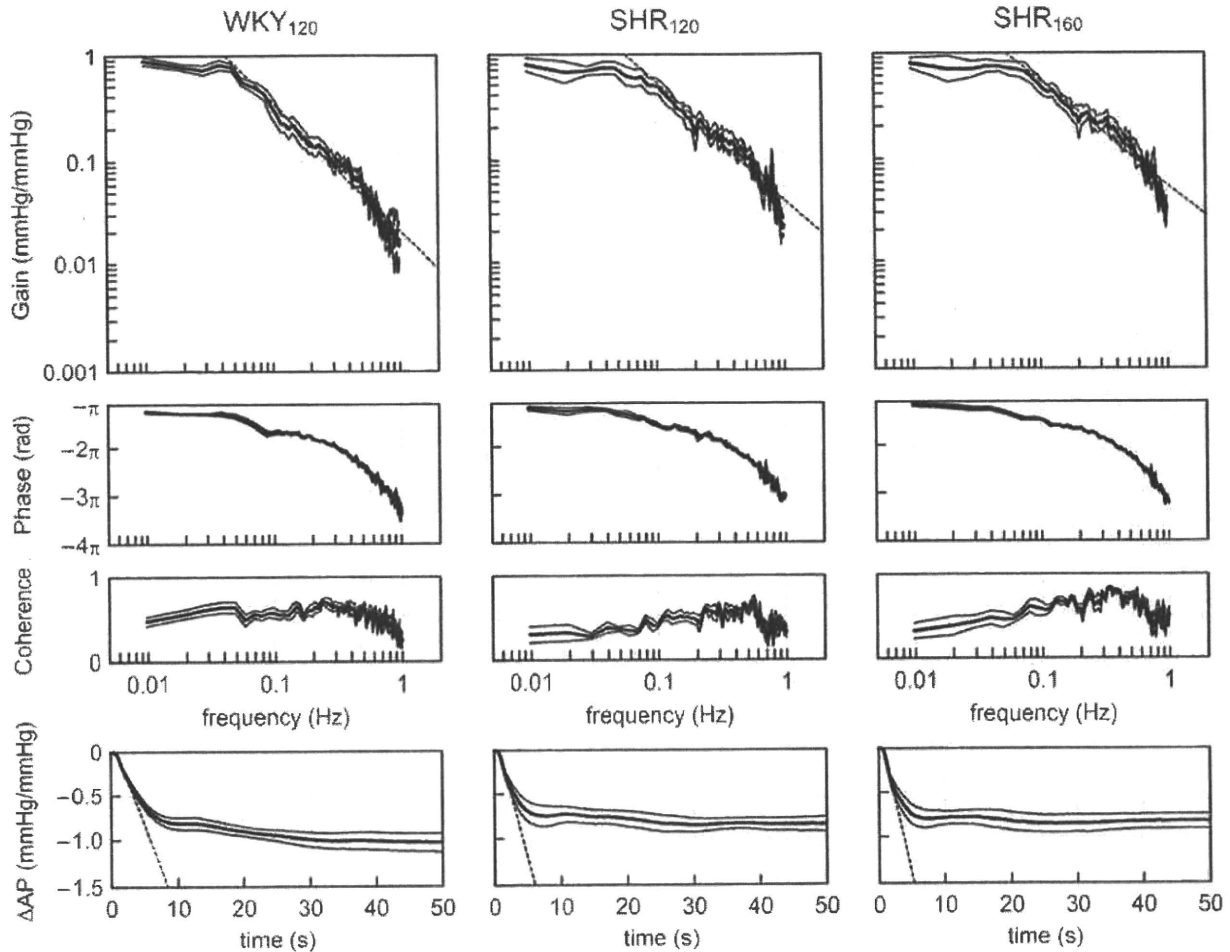 WKY₁₂₀ SHR₁₂₀ SHR₁₆₀
Gain (mmHg/mmHg)
1
0.1
0.01
0.001
Phase (rad)
−π
−2π
−3π
−4π
Coherence
1
0
0.01 0.1 1 0.01 0.1 1 0.01 0.1 1
frequency (Hz) frequency (Hz) frequency (Hz)
ΔAP (mmHg/mmHg)
0
−0.5
−1.0
−1.5
0 10 20 30 40 50 0 10 20 30 40 50 0 10 20 30 40 50
time (s) time (s) time (s)